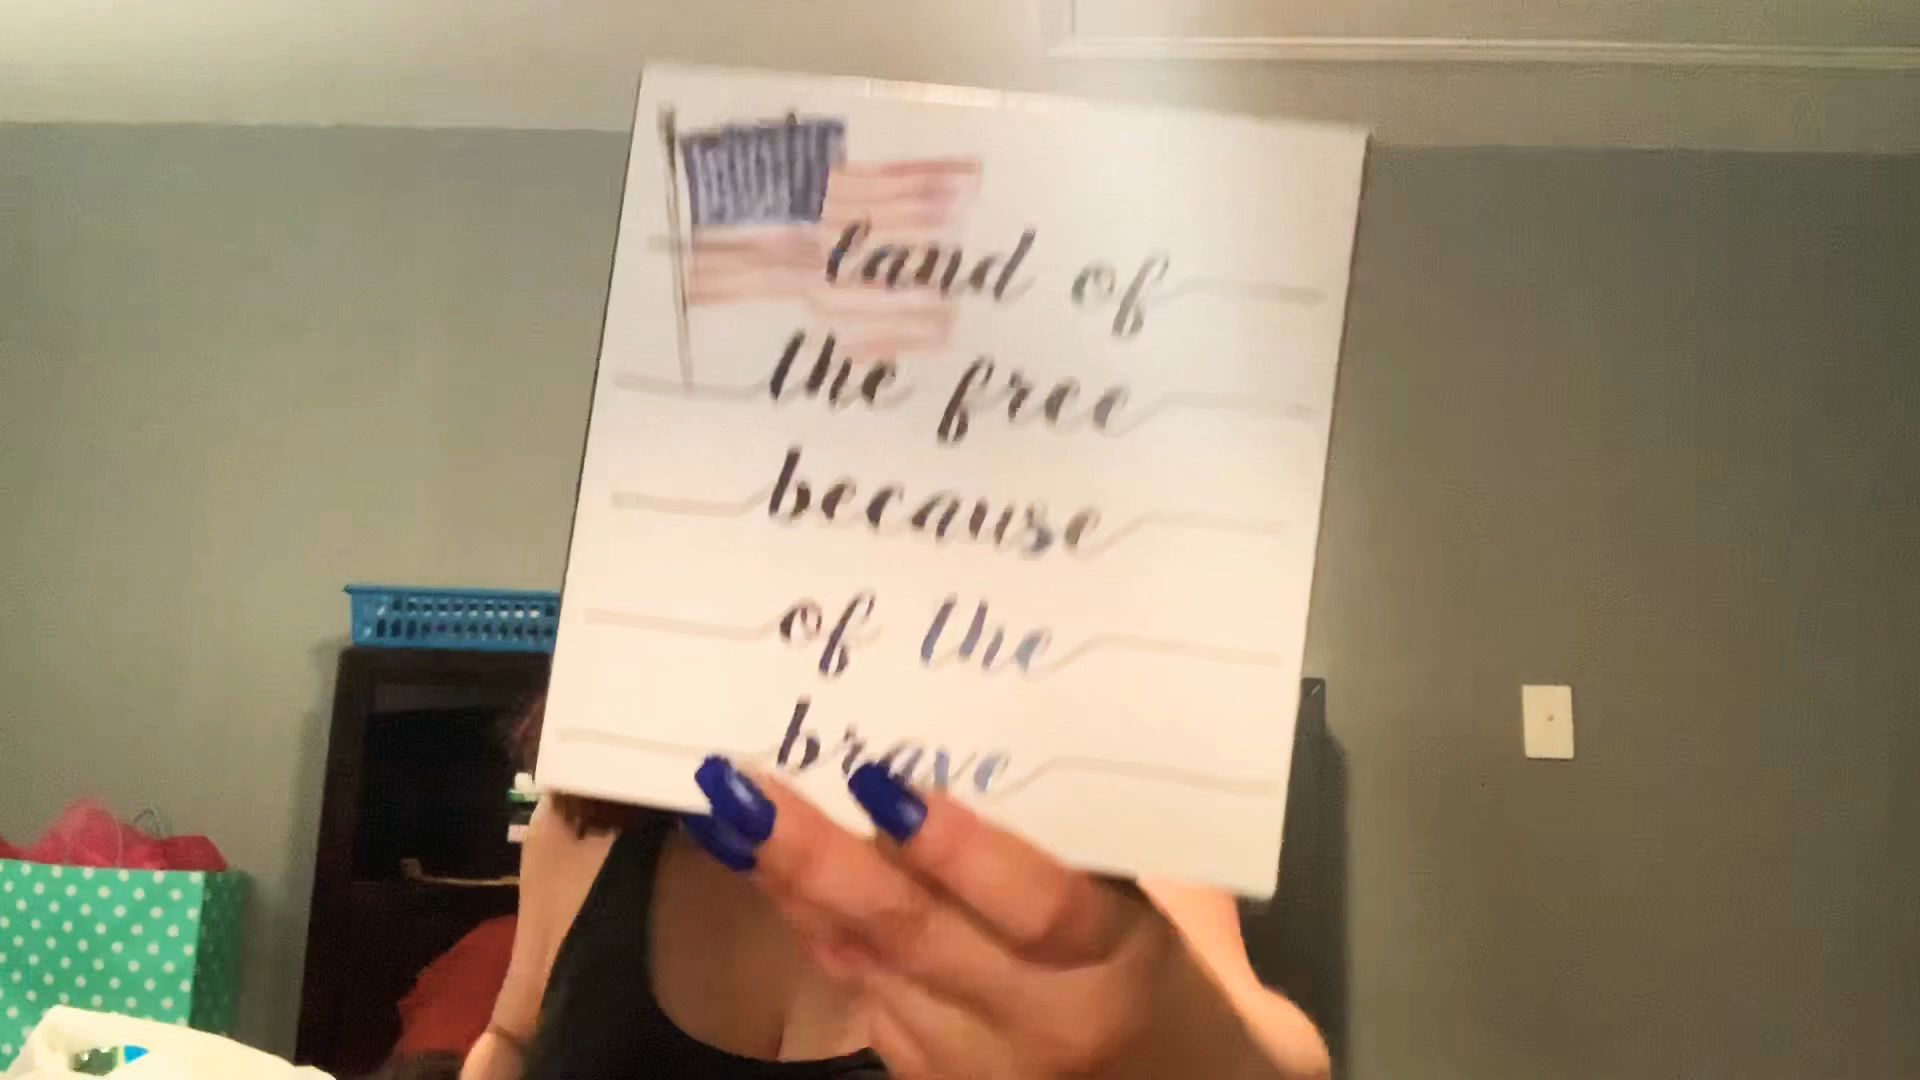 land of
the free
because
of the
brave